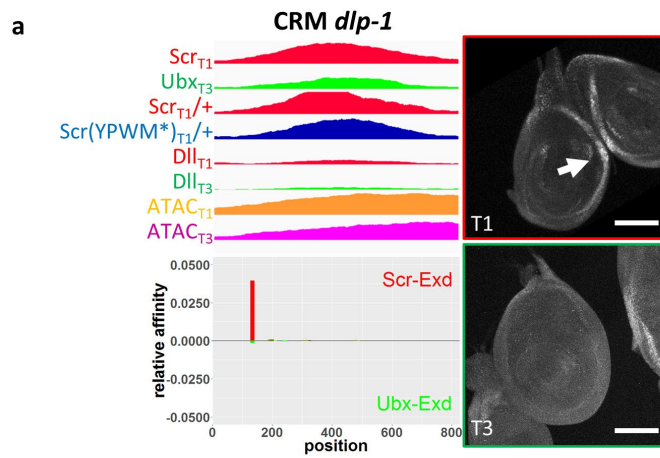 a
CRM dlp-1
ScrT1
UbxT3
ScrT1/+
Scr(YPWM*)T1/+
DllT1
DllT3
ATACT1
ATACT3
T1
0.0500
0.0250
0.0000
-0.0250
-0.0500
relative affinity
Scr-Exd
Ubx-Exd
0 200 400 600 800
position
T3